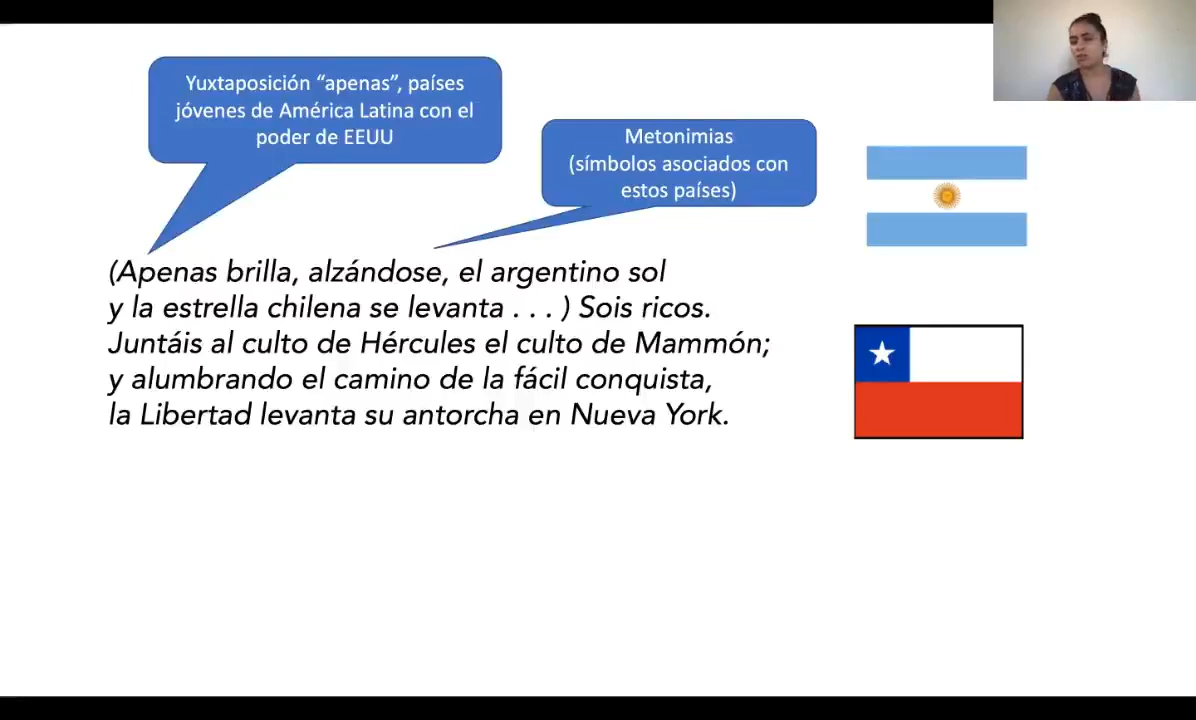 Yuxtaposición “apenas”, países
jóvenes de América Latina con el
poder de EEUU
Metonimias
(símbolos asociados con
estos países)
(Apenas brilla, alzándose, el argentino sol
y la estrella chilena se levanta . . . ) Sois ricos.
Juntáis al culto de Hércules el culto de Mammón;
y alumbrando el camino de la fácil conquista,
la Libertad levanta su antorcha en Nueva York.